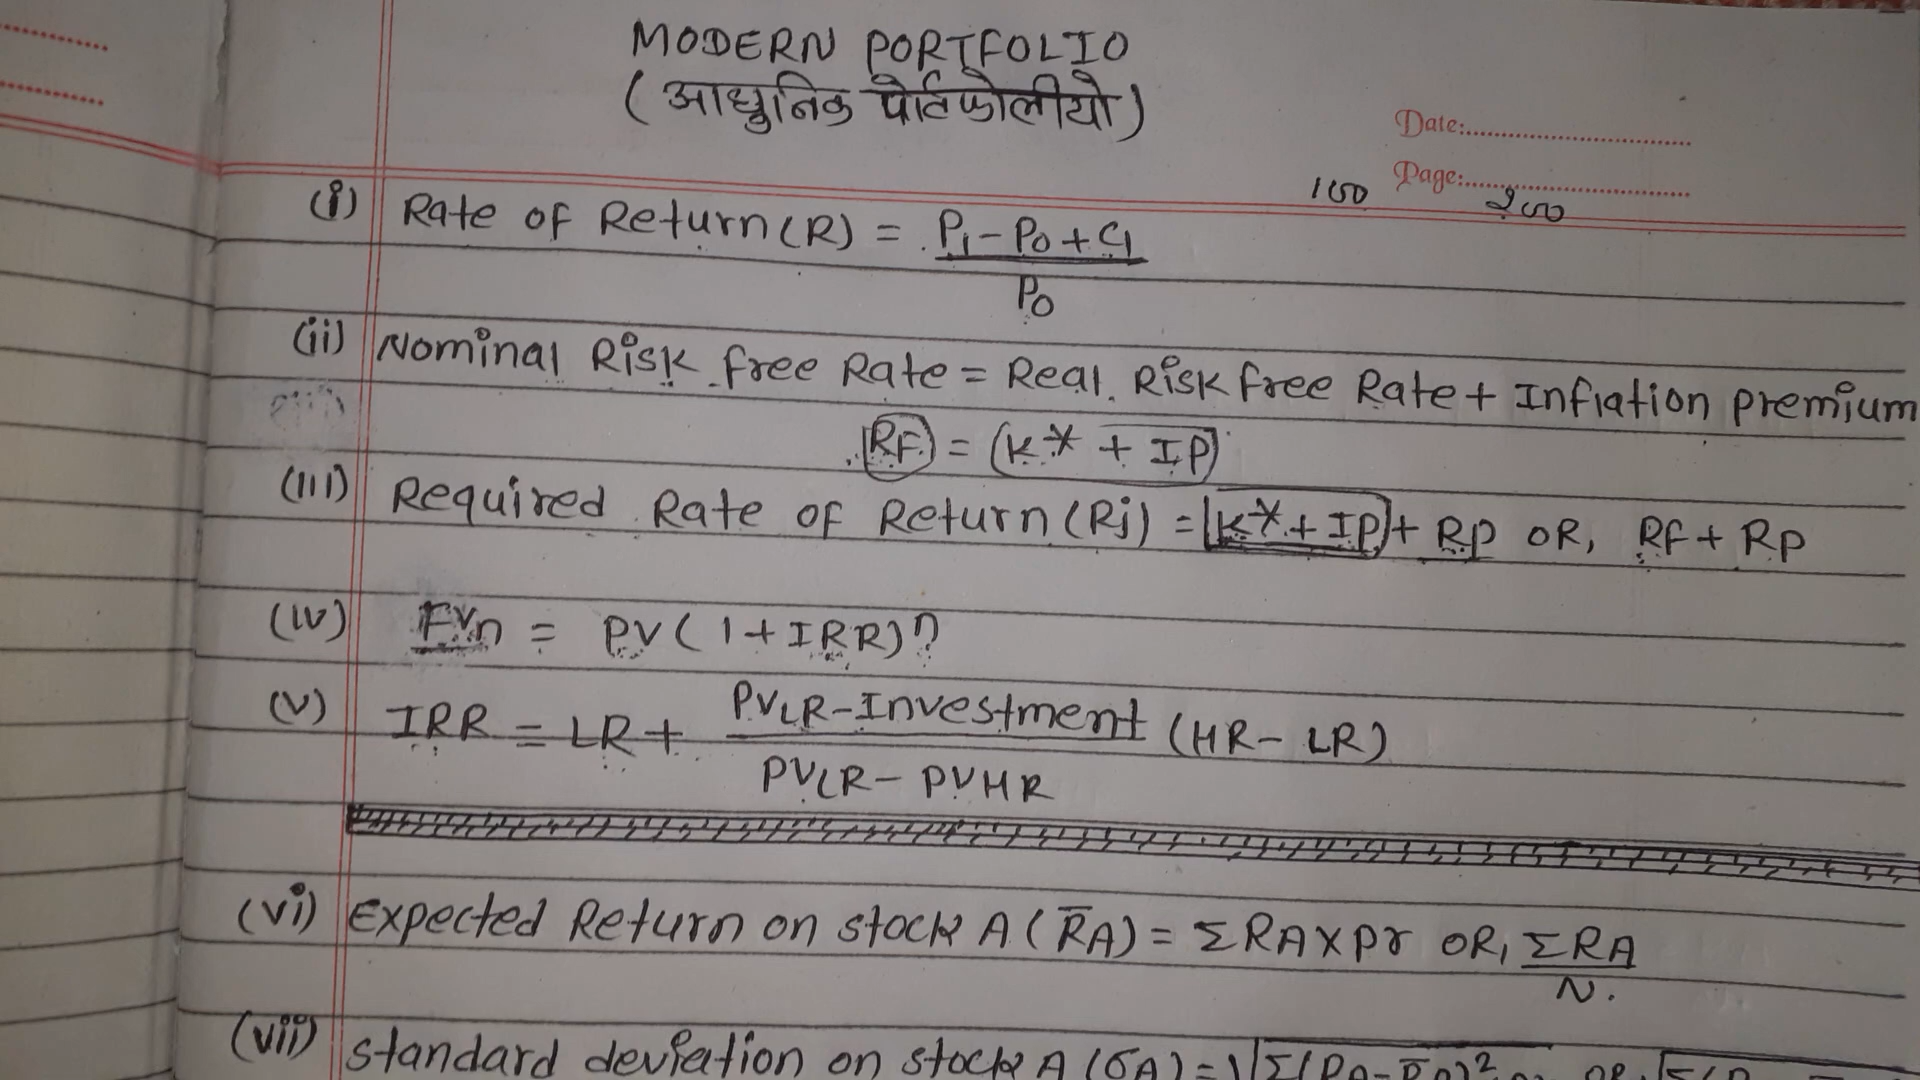 MODERN PORTFOLIO
(आधुनिक पोर्टफोलीयो)
Date:
Page:
100 200
(i) Rate of Return (R) = P₁ - P₀ + C₁
P₀
(ii) Nominal Risk free Rate = Real Risk free Rate + Inflation premium
RF = (K* + IP)
(iii) Required Rate of Return (Rj) = K* + IP + RP OR, RF + RP
(iv) FVn = PV (1 + IRR)ⁿ
(v) IRR = LR + PVLR - Investment (HR - LR)
PVLR - PVHR
(vi) Expected Return on stock A (R̅A) = Σ RA x Pr OR, ΣRA
N.
(vii) standard deviation on stock A (σA) =